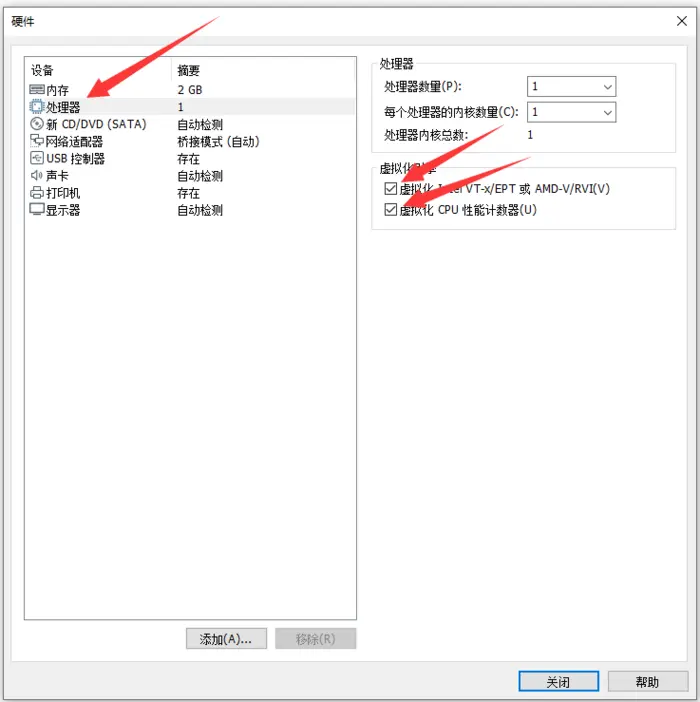 硬件
设备 摘要
内存 2 GB
处理器 1
新 CD/DVD (SATA) 自动检测
网络适配器 桥接模式 (自动)
USB 控制器 存在
声卡 自动检测
打印机 存在
显示器 自动检测
添加(A)... 移除(R)
处理器
处理器数量(P): 1
每个处理器的内核数量(C): 1
处理器内核总数: 1
虚拟化引擎
虚拟化 Intel VT-x/EPT 或 AMD-V/RVI(V)
虚拟化 CPU 性能计数器(U)
关闭 帮助